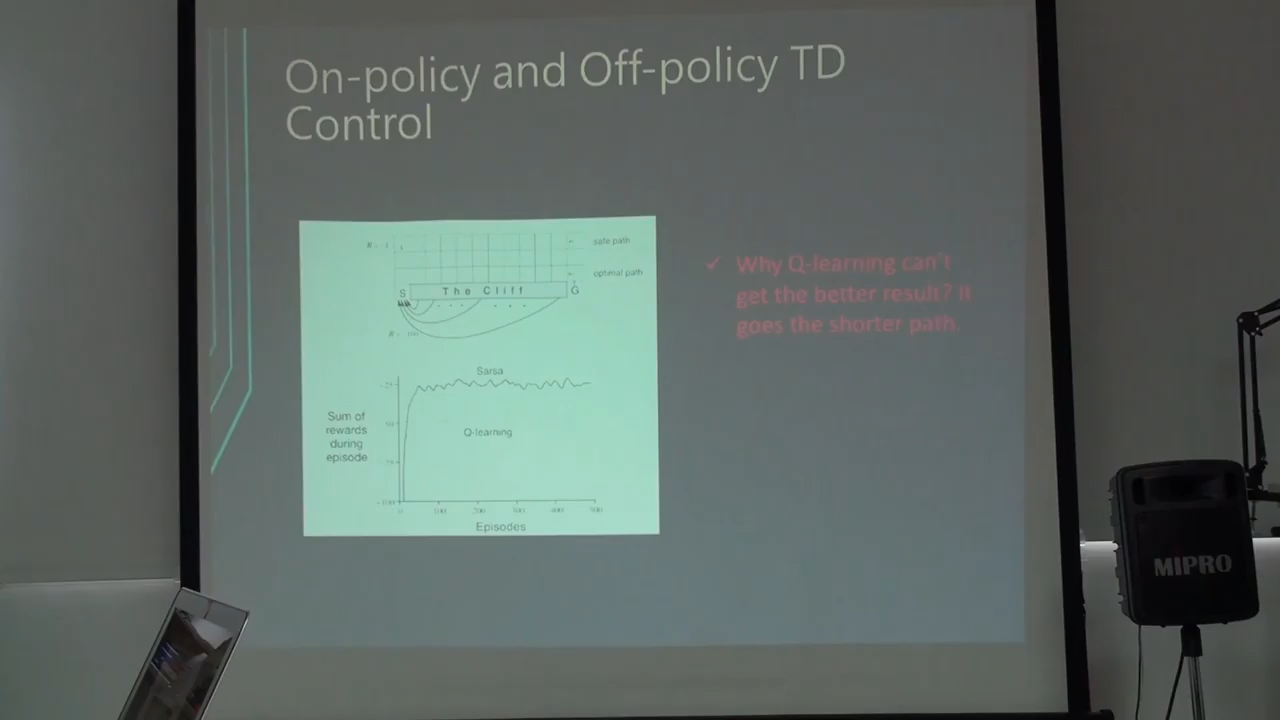 On-policy and Off-policy TD
Control
safe path
optimal path
S
The Cliff
G
✓ Why Q-learning can't
get the better result? It
goes the shorter path.
Sarsa
Q-learning
Sum of
rewards
during
episode
Episodes
MIPRO